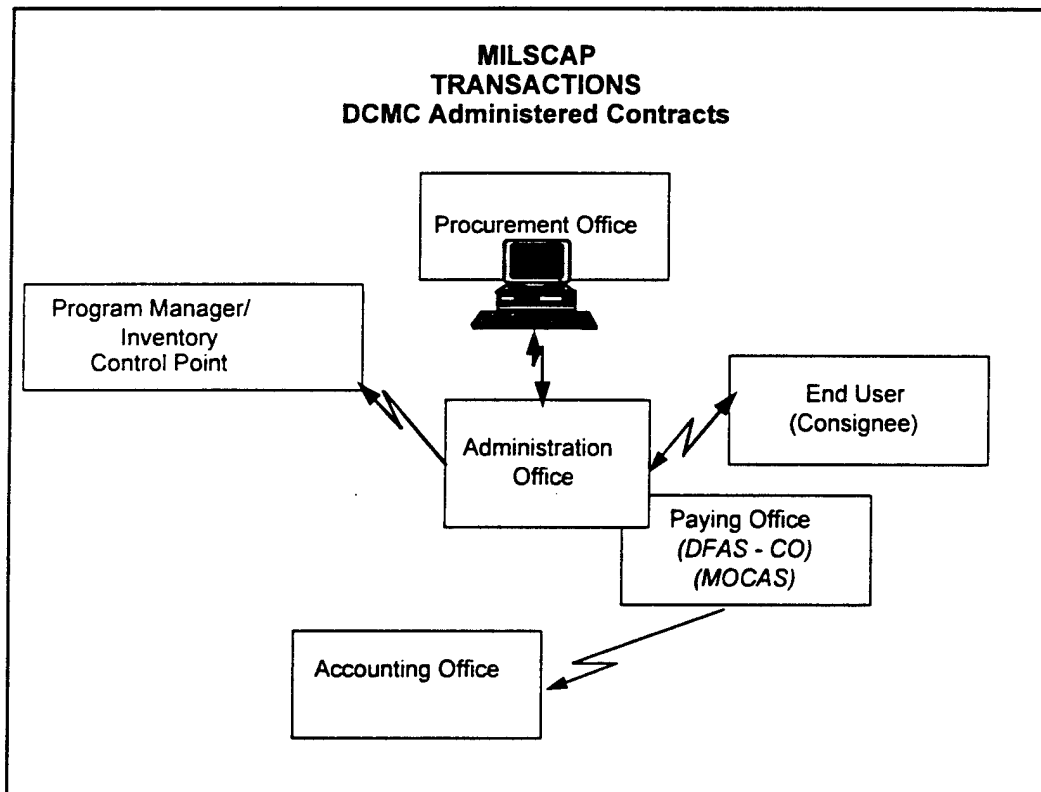 MILSCAP
TRANSACTIONS
DCMC Administered Contracts
Procurement Office
Program Manager/
Inventory
Control Point
End User
(Consignee)
Administration
Office
Paying Office
(DFAS - CO)
(MOCAS)
Accounting Office